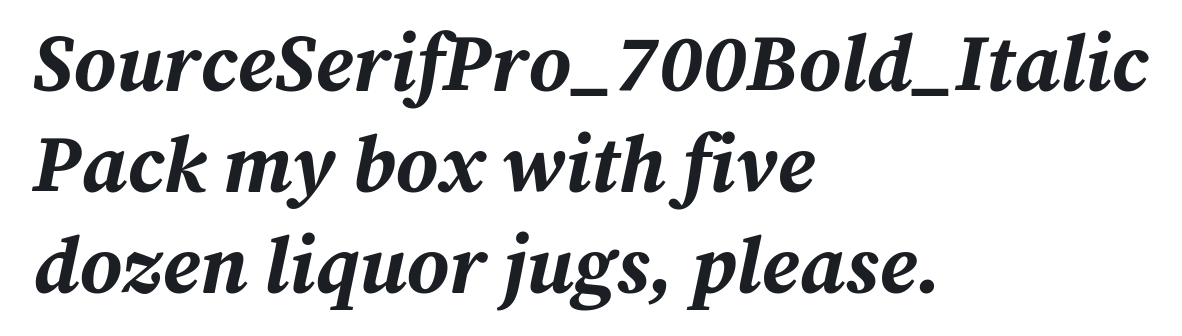 SourceSerifPro_700Bold_Italic
Pack my box with five
dozen liquor jugs, please.